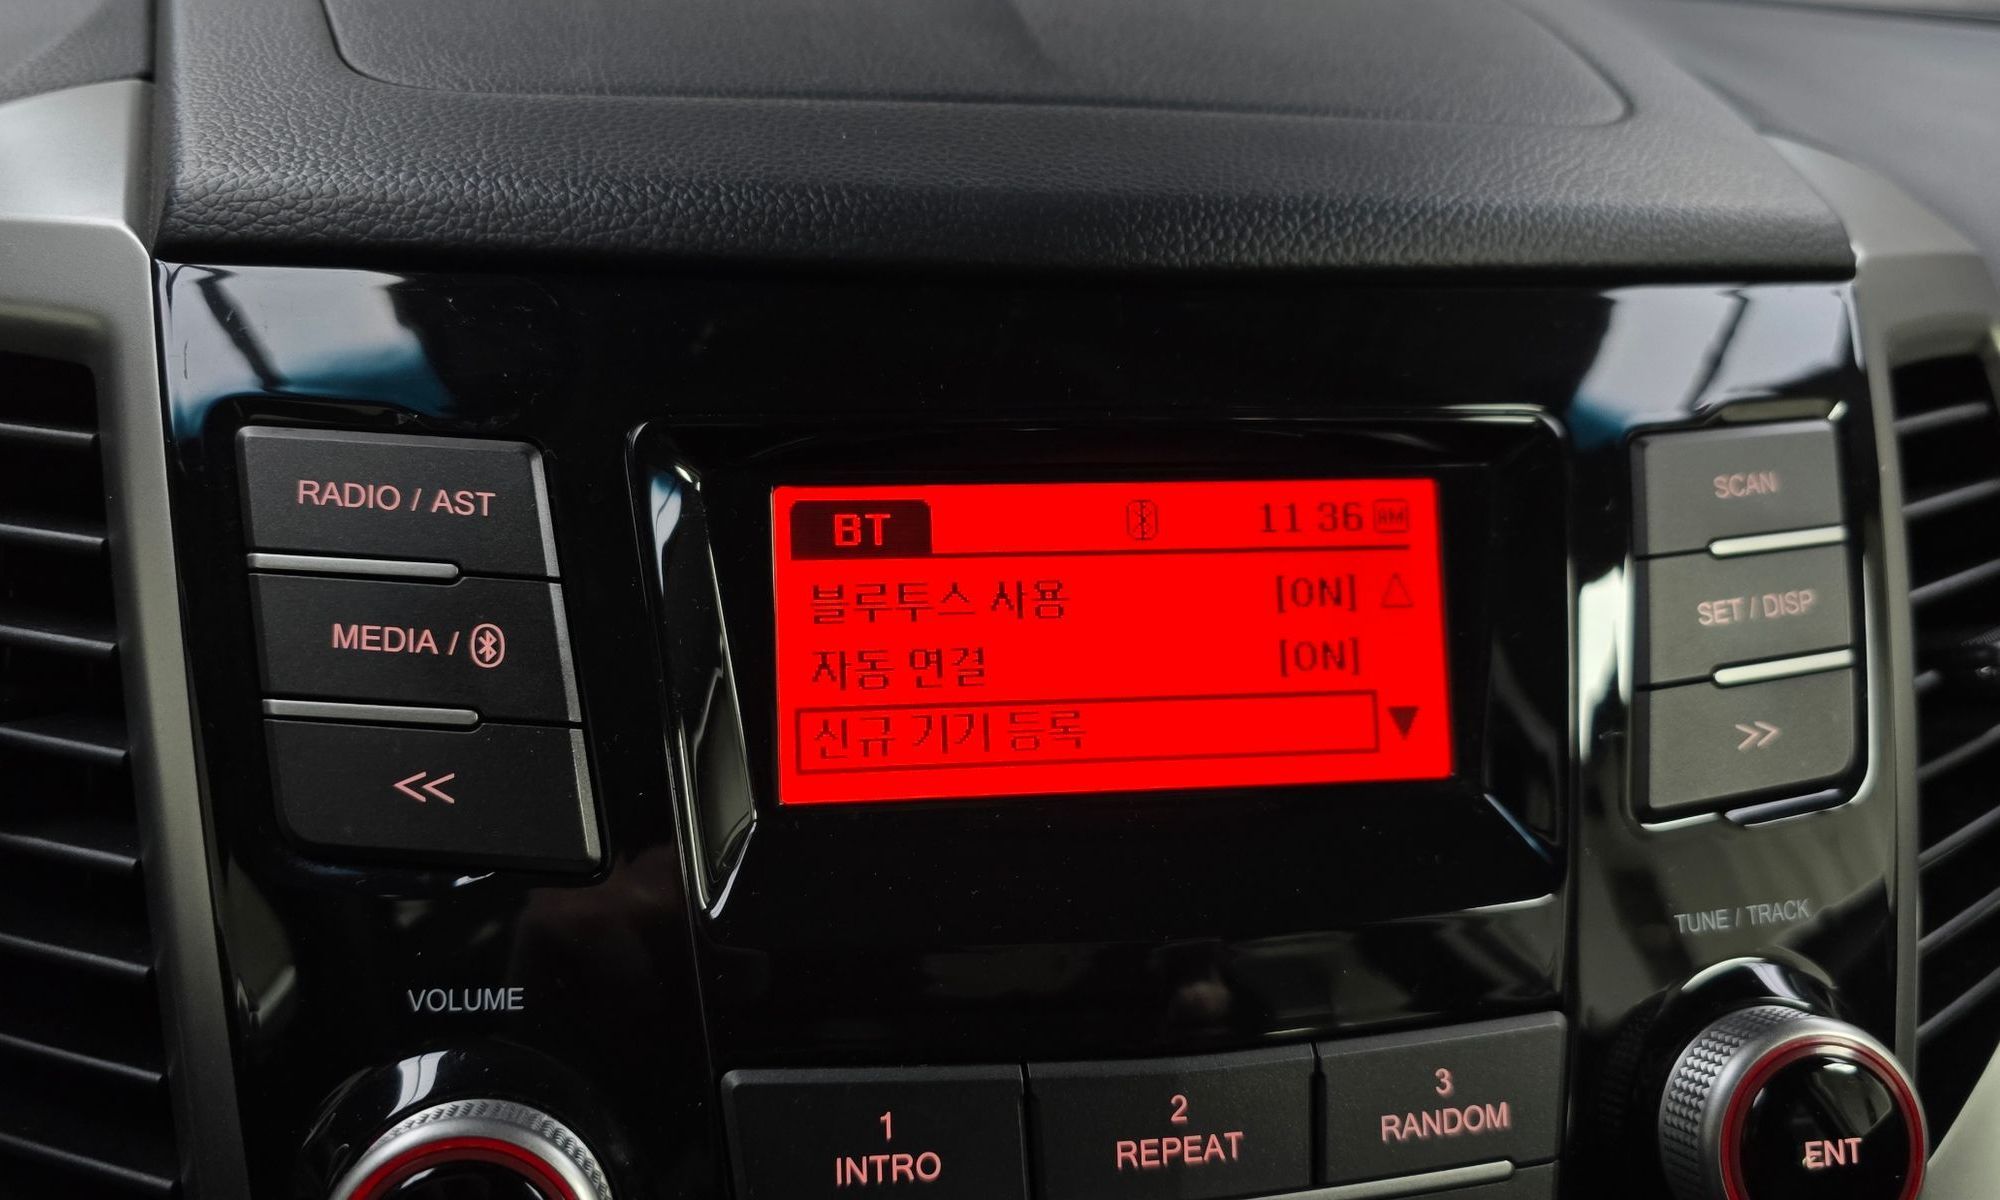 RADIO / AST
MEDIA /
<<
VOLUME
BT 11 36 AM
블루투스 사용 [ON]
자동 연결 [ON]
신규 기기 등록
SCAN
SET / DISP
>>
TUNE / TRACK
1
INTRO
2
REPEAT
3
RANDOM
ENT